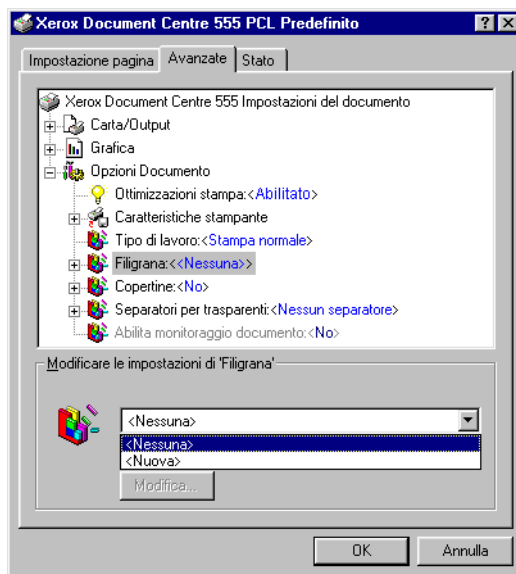 Xerox Document Centre 555 PCL Predefinito
Impostazione pagina Avanzate Stato
Xerox Document Centre 555 Impostazioni del documento
Carta/Output
Grafica
Opzioni Documento
Ottimizzazioni stampa:<Abilitato>
Caratteristiche stampante
Tipo di lavoro:<Stampa normale>
Filigrana:<<Nessuna>>
Copertine:<No>
Separatori per trasparenti:<Nessun separatore>
Abilita monitoraggio documento:<No>
Modificare le impostazioni di 'Filigrana'
<Nessuna>
<Nessuna>
<Nuova>
Modifica...
OK Annulla